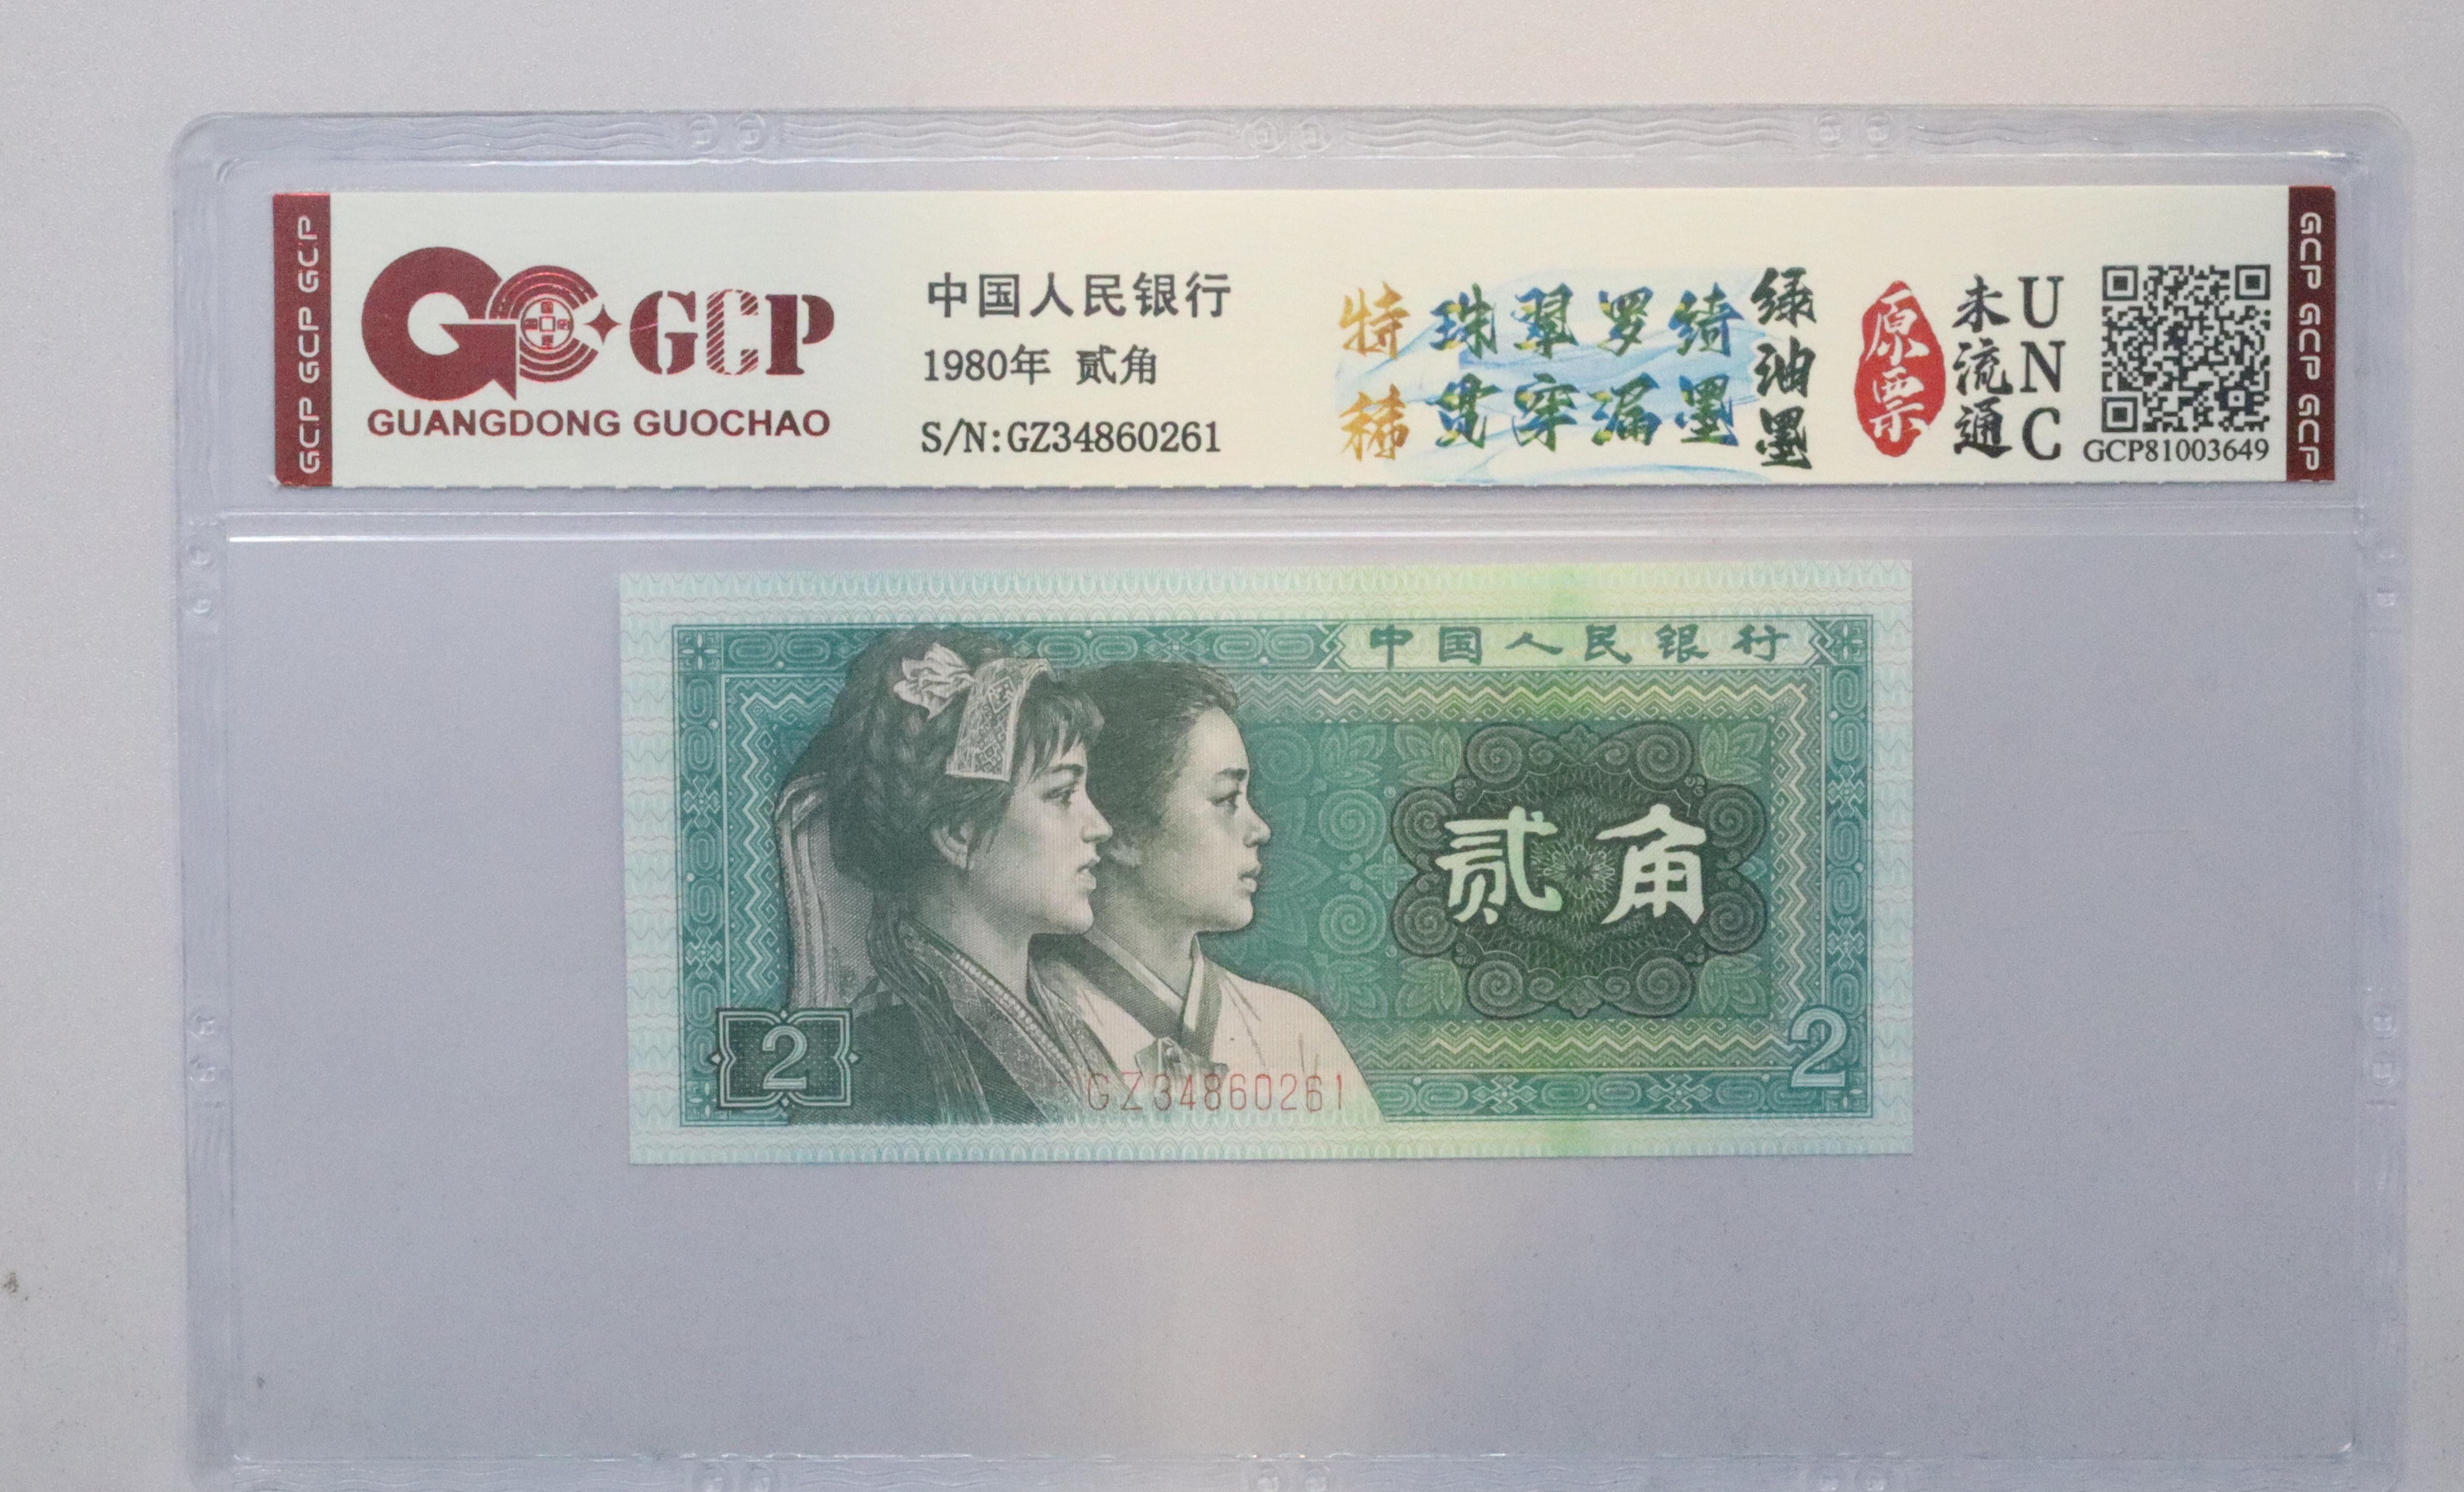 GCP GCP GCP
GCP
GUANGDONG GUOCHAO
中国人民银行
1980年 贰角
S/N:GZ34860261
特稀
珠翠罗绮
贯穿漏墨
绿油墨
原票
未流通
UNC
GCP81003649
GCP GCP GCP
中国人民银行
贰角
2
2
GZ34860261